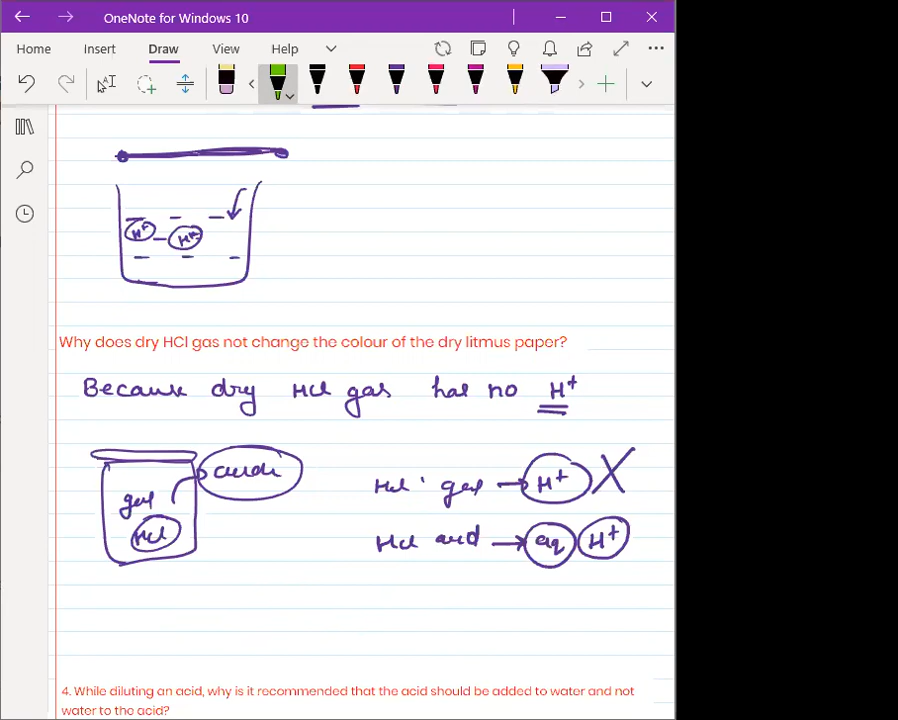 OneNote for Windows 10
Home Insert Draw View Help
H+ H+
Why does dry HCl gas not change the colour of the dry litmus paper?
Because dry HCl gas has no H+
gas
HCl
HCl gas → H+ X
HCl acid → aq H+
4. While diluting an acid, why is it recommended that the acid should be added to water and not
water to the acid?